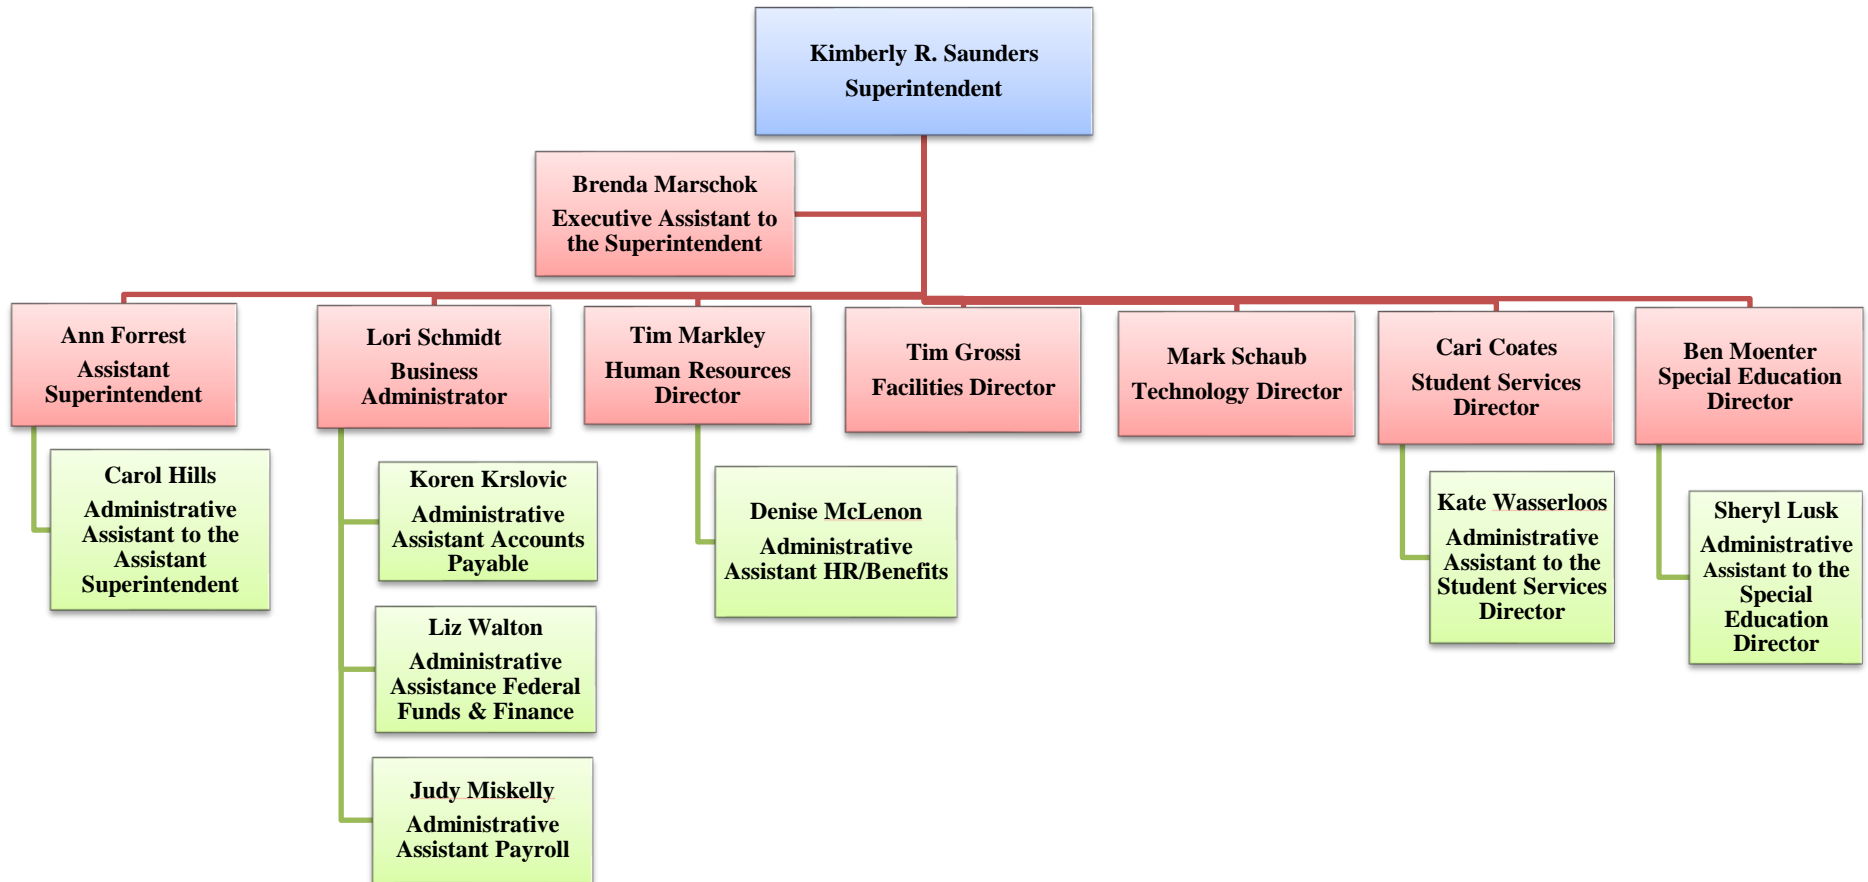 Kimberly R. Saunders
Superintendent
Brenda Marschok
Executive Assistant to
the Superintendent
Ann Forrest
Assistant
Superintendent
Lori Schmidt
Business
Administrator
Tim Markley
Human Resources
Director
Tim Grossi
Facilities Director
Mark Schaub
Technology Director
Cari Coates
Student Services
Director
Ben Moenter
Special Education
Director
Carol Hills
Administrative
Assistant to the
Assistant
Superintendent
Koren Krslovic
Administrative
Assistant Accounts
Payable
Liz Walton
Administrative
Assistance Federal
Funds & Finance
Judy Miskelly
Administrative
Assistant Payroll
Denise McLenon
Administrative
Assistant HR/Benefits
Kate Wasserloos
Administrative
Assistant to the
Student Services
Director
Sheryl Lusk
Administrative
Assistant to the
Special
Education
Director